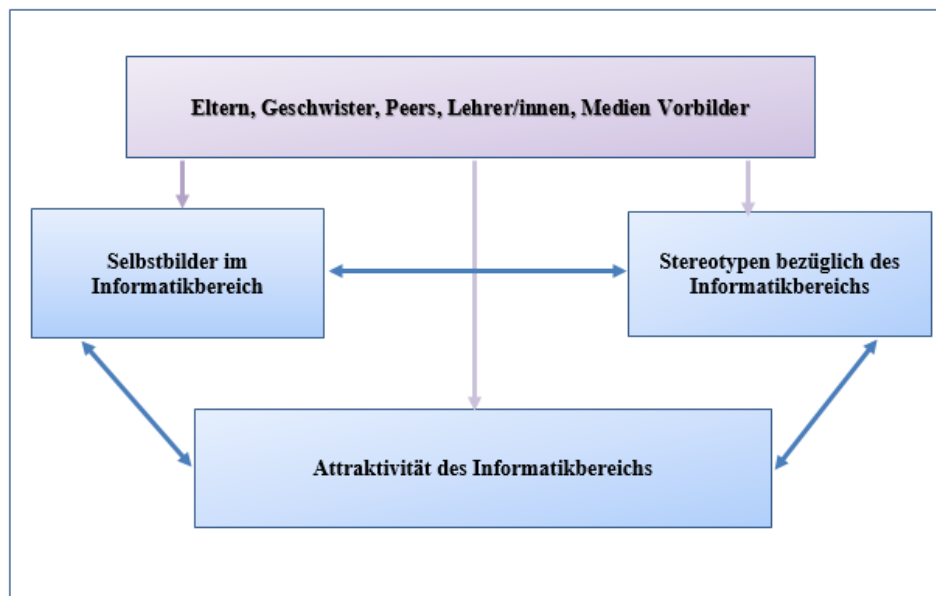 Eltern, Geschwister, Peers, Lehrer/innen, Medien Vorbilder
Selbstbilder im
Informatikbereich
Stereotypen bezüglich des
Informatikbereichs
Attraktivität des Informatikbereichs